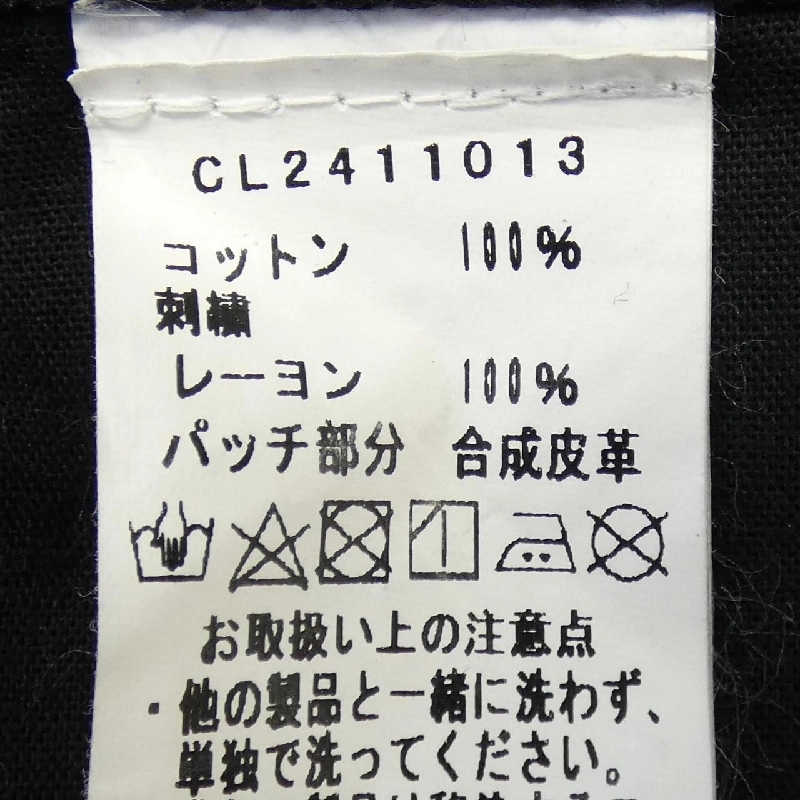 CL2411013
コットン 100%
刺繍
レーヨン 100%
パッチ部分 合成皮革
お取扱い上の注意点
・他の製品と一緒に洗わず、
単独で洗ってください。